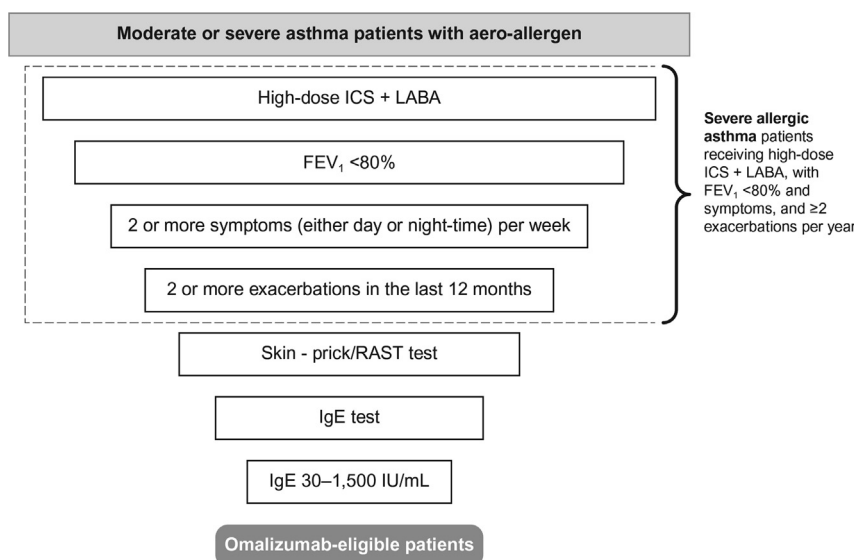 Moderate or severe asthma patients with aero-allergen
High-dose ICS + LABA
FEV₁ <80%
2 or more symptoms (either day or night-time) per week
2 or more exacerbations in the last 12 months
Severe allergic
asthma patients
receiving high-dose
ICS + LABA, with
FEV₁ <80% and
symptoms, and ≥2
exacerbations per year
Skin - prick/RAST test
IgE test
IgE 30–1,500 IU/mL
Omalizumab-eligible patients